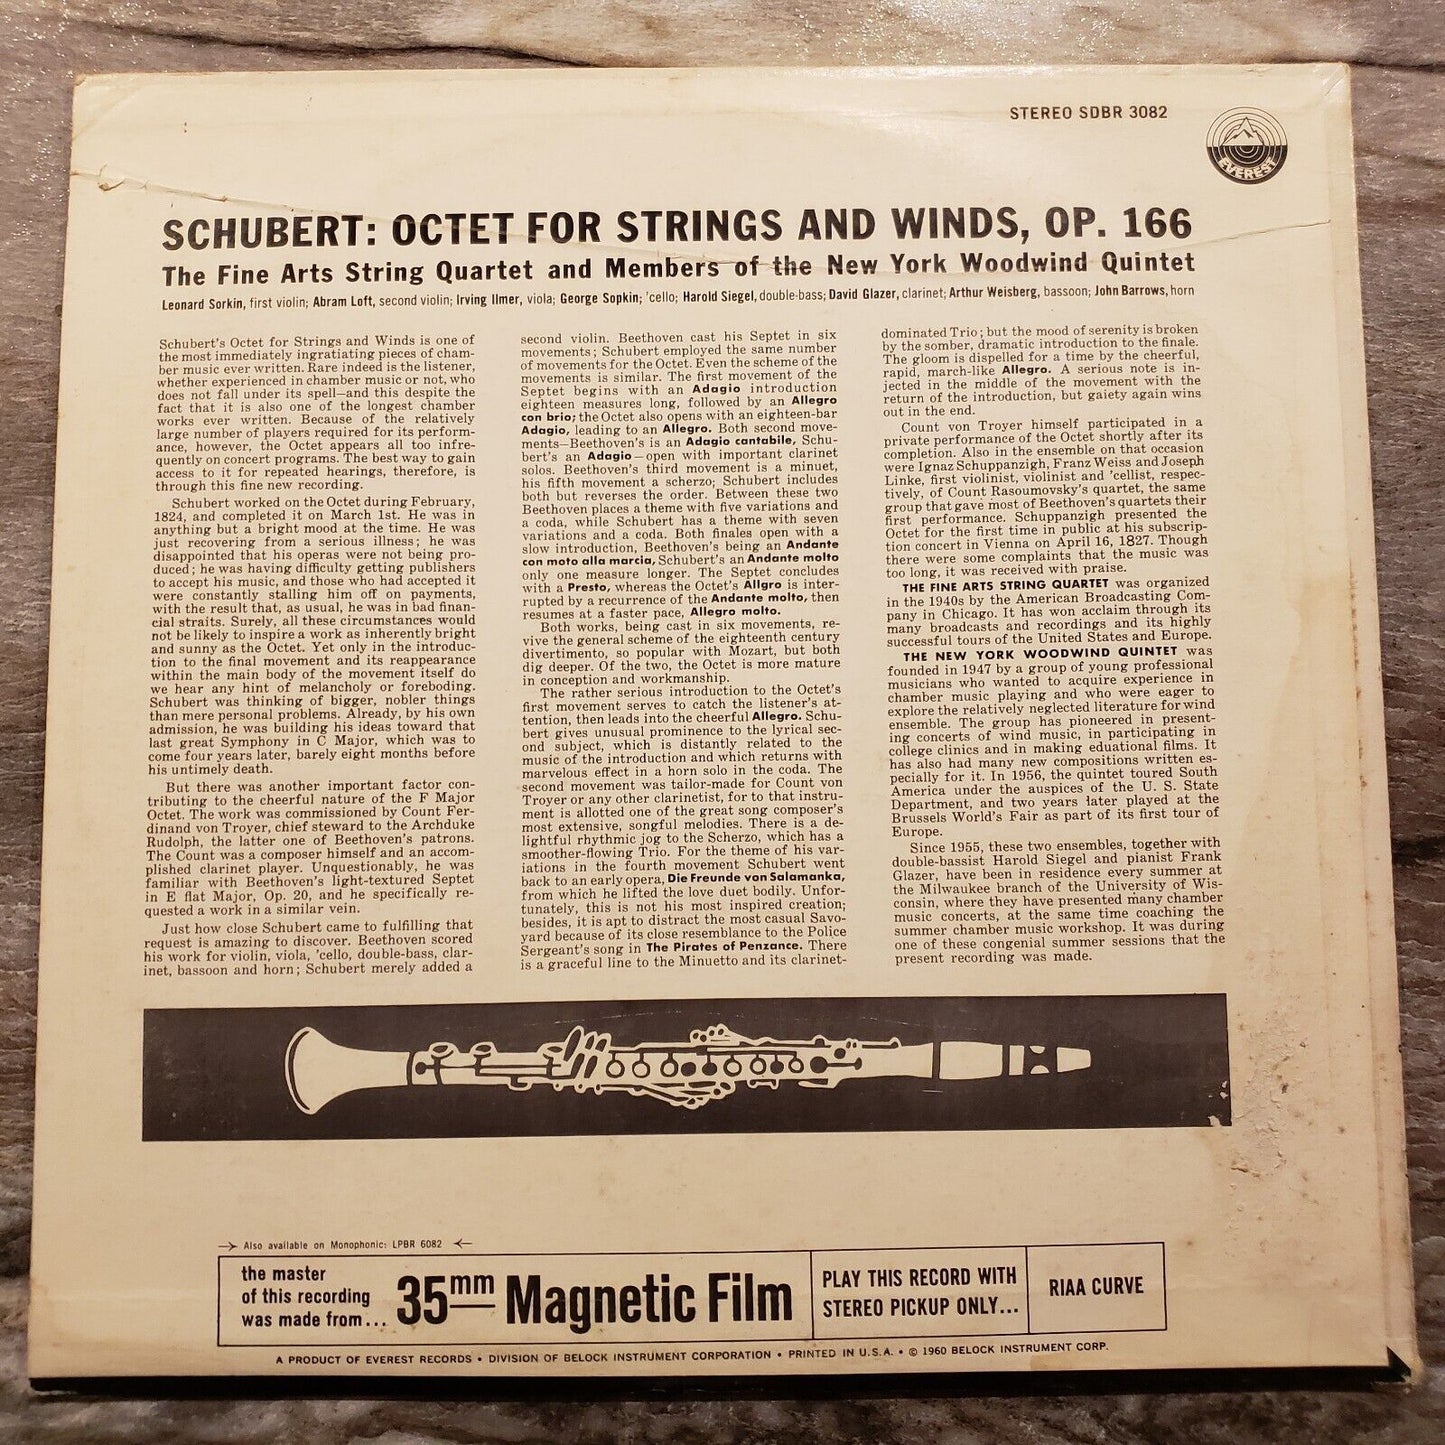 STEREO SDBR 3082
EVEREST
SCHUBERT: OCTET FOR STRINGS AND WINDS, OP. 166
The Fine Arts String Quartet and Members of the New York Woodwind Quintet
Leonard Sorkin, first violin; Abram Loft, second violin; Irving Ilmer, viola; George Sopkin; 'cello; Harold Siegel, double-bass; David Glazer, clarinet; Arthur Weisberg, bassoon; John Barrows, horn
Schubert's Octet for Strings and Winds is one of
the most immediately ingratiating pieces of cham-
ber music ever written. Rare indeed is the listener,
whether experienced in chamber music or not, who
does not fall under its spell—and this despite the
fact that it is also one of the longest chamber
works ever written. Because of the relatively
large number of players required for its perform-
ance, however, the Octet appears all too infre-
quently on concert programs. The best way to gain
access to it for repeated hearings, therefore, is
through this fine new recording.
Schubert worked on the Octet during February,
1824, and completed it on March 1st. He was in
anything but a bright mood at the time. He was
just recovering from a serious illness; he was
disappointed that his operas were not being pro-
duced; he was having difficulty getting publishers
to accept his music, and those who had accepted it
were constantly stalling him off on payments,
with the result that, as usual, he was in bad finan-
cial straits. Surely, all these circumstances would
not be likely to inspire a work as inherently bright
and sunny as the Octet. Yet only in the introduc-
tion to the final movement and its reappearance
within the main body of the movement itself do
we hear any hint of melancholy or foreboding.
Schubert was thinking of bigger, nobler things
than mere personal problems. Already, by his own
admission, he was building his ideas toward that
last great Symphony in C Major, which was to
come four years later, barely eight months before
his untimely death.
But there was another important factor con-
tributing to the cheerful nature of the F Major
Octet. The work was commissioned by Count Fer-
dinand von Troyer, chief steward to the Archduke
Rudolph, the latter one of Beethoven's patrons.
The Count was a composer himself and an accom-
plished clarinet player. Unquestionably, he was
familiar with Beethoven's light-textured Septet
in E flat Major, Op. 20, and he specifically re-
quested a work in a similar vein.
Just how close Schubert came to fulfilling that
request is amazing to discover. Beethoven scored
his work for violin, viola, 'cello, double-bass, clar-
inet, bassoon and horn; Schubert merely added a
second violin. Beethoven cast his Septet in six
movements; Schubert employed the same number
of movements for the Octet. Even the scheme of the
movements is similar. The first movement of the
Septet begins with an Adagio introduction
eighteen measures long, followed by an Allegro
con brio; the Octet also opens with an eighteen-bar
Adagio, leading to an Allegro. Both second move-
ments—Beethoven's is an Adagio cantabile, Schu-
bert's an Adagio—open with important clarinet
solos. Beethoven's third movement is a minuet,
his fifth movement a scherzo; Schubert includes
both but reverses the order. Between these two
Beethoven places a theme with five variations and
a coda, while Schubert has a theme with seven
variations and a coda. Both finales open with a
slow introduction, Beethoven's being an Andante
con moto alla marcia, Schubert's an Andante molto
only one measure longer. The Septet concludes
with a Presto, whereas the Octet's Allgro is inter-
rupted by a recurrence of the Andante molto, then
resumes at a faster pace, Allegro molto.
Both works, being cast in six movements, re-
vive the general scheme of the eighteenth century
divertimento, so popular with Mozart, but both
dig deeper. Of the two, the Octet is more mature
in conception and workmanship.
The rather serious introduction to the Octet's
first movement serves to catch the listener's at-
tention, then leads into the cheerful Allegro. Schu-
bert gives unusual prominence to the lyrical sec-
ond subject, which is distantly related to the
music of the introduction and which returns with
marvelous effect in a horn solo in the coda. The
second movement was tailor-made for Count von
Troyer or any other clarinetist, for to that instru-
ment is allotted one of the great song composer's
most extensive, songful melodies. There is a de-
lightful rhythmic jog to the Scherzo, which has a
smoother-flowing Trio. For the theme of his var-
iations in the fourth movement Schubert went
back to an early opera, Die Freunde von Salamanka,
from which he lifted the love duet bodily. Unfor-
tunately, this is not his most inspired creation;
besides, it is apt to distract the most casual Savo-
yard because of its close resemblance to the Police
Sergeant's song in The Pirates of Penzance. There
is a graceful line to the Minuetto and its clarinet-
dominated Trio; but the mood of serenity is broken
by the somber, dramatic introduction to the finale.
The gloom is dispelled for a time by the cheerful,
rapid, march-like Allegro. A serious note is in-
jected in the middle of the movement with the
return of the introduction, but gaiety again wins
out in the end.
Count von Troyer himself participated in a
private performance of the Octet shortly after its
completion. Also in the ensemble on that occasion
were Ignaz Schuppanzigh, Franz Weiss and Joseph
Linke, first violinist, violinist and 'cellist, respec-
tively, of Count Rasoumovsky's quartet, the same
group that gave most of Beethoven's quartets their
first performance. Schuppanzigh presented the
Octet for the first time in public at his subscrip-
tion concert in Vienna on April 16, 1827. Though
there were some complaints that the music was
too long, it was received with praise.
THE FINE ARTS STRING QUARTET was organized
in the 1940s by the American Broadcasting Com-
pany in Chicago. It has won acclaim through its
many broadcasts and recordings and its highly
successful tours of the United States and Europe.
THE NEW YORK WOODWIND QUINTET was
founded in 1947 by a group of young professional
musicians who wanted to acquire experience in
chamber music playing and who were eager to
explore the relatively neglected literature for wind
ensemble. The group has pioneered in present-
ing concerts of wind music, in participating in
college clinics and in making eduational films. It
has also had many new compositions written es-
pecially for it. In 1956, the quintet toured South
America under the auspices of the U. S. State
Department, and two years later played at the
Brussels World's Fair as part of its first tour of
Europe.
Since 1955, these two ensembles, together with
double-bassist Harold Siegel and pianist Frank
Glazer, have been in residence every summer at
the Milwaukee branch of the University of Wis-
consin, where they have presented many chamber
music concerts, at the same time coaching the
summer chamber music workshop. It was during
one of these congenial summer sessions that the
present recording was made.
Also available on Monophonic: LPBR 6082
the master
of this recording
was made from...
35mm Magnetic Film
PLAY THIS RECORD WITH
STEREO PICKUP ONLY...
RIAA CURVE
A PRODUCT OF EVEREST RECORDS • DIVISION OF BELOCK INSTRUMENT CORPORATION • PRINTED IN U.S.A. • © 1960 BELOCK INSTRUMENT CORP.